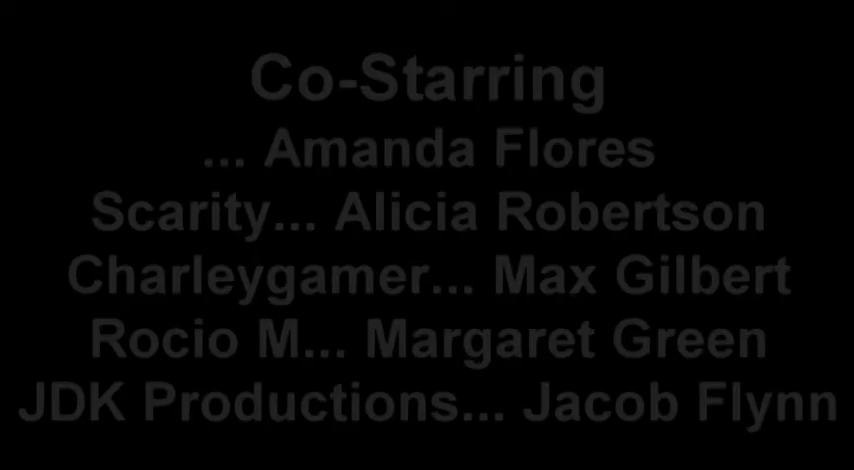 Co-Starring
... Amanda Flores
Scarity... Alicia Robertson
Charleygamer... Max Gilbert
Rocio M... Margaret Green
JDK Productions... Jacob Flynn